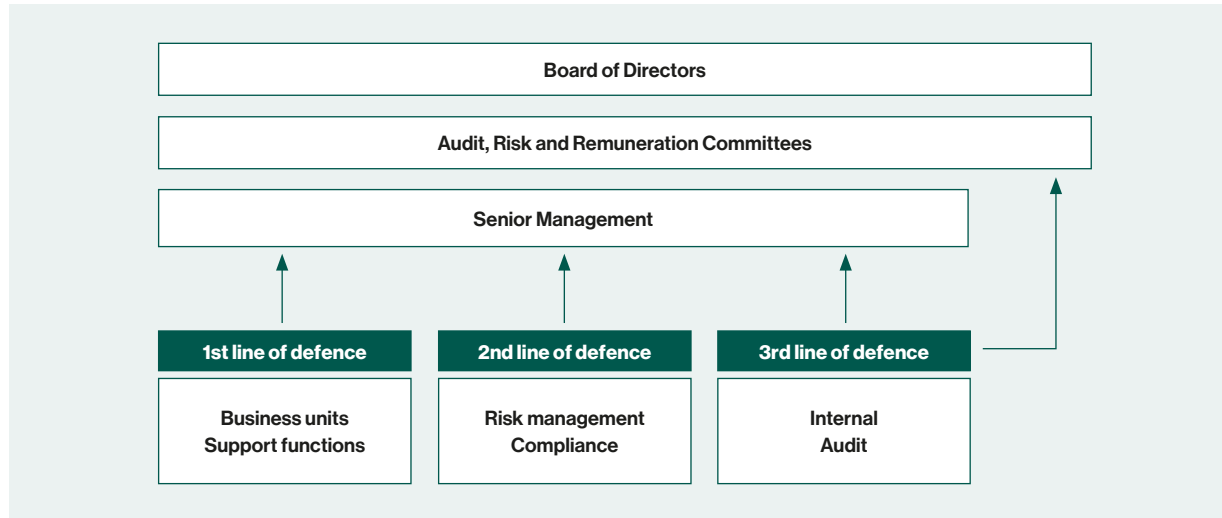 Board of Directors
Audit, Risk and Remuneration Committees
Senior Management
1st line of defence
2nd line of defence
3rd line of defence
Business units
Support functions
Risk management
Compliance
Internal
Audit